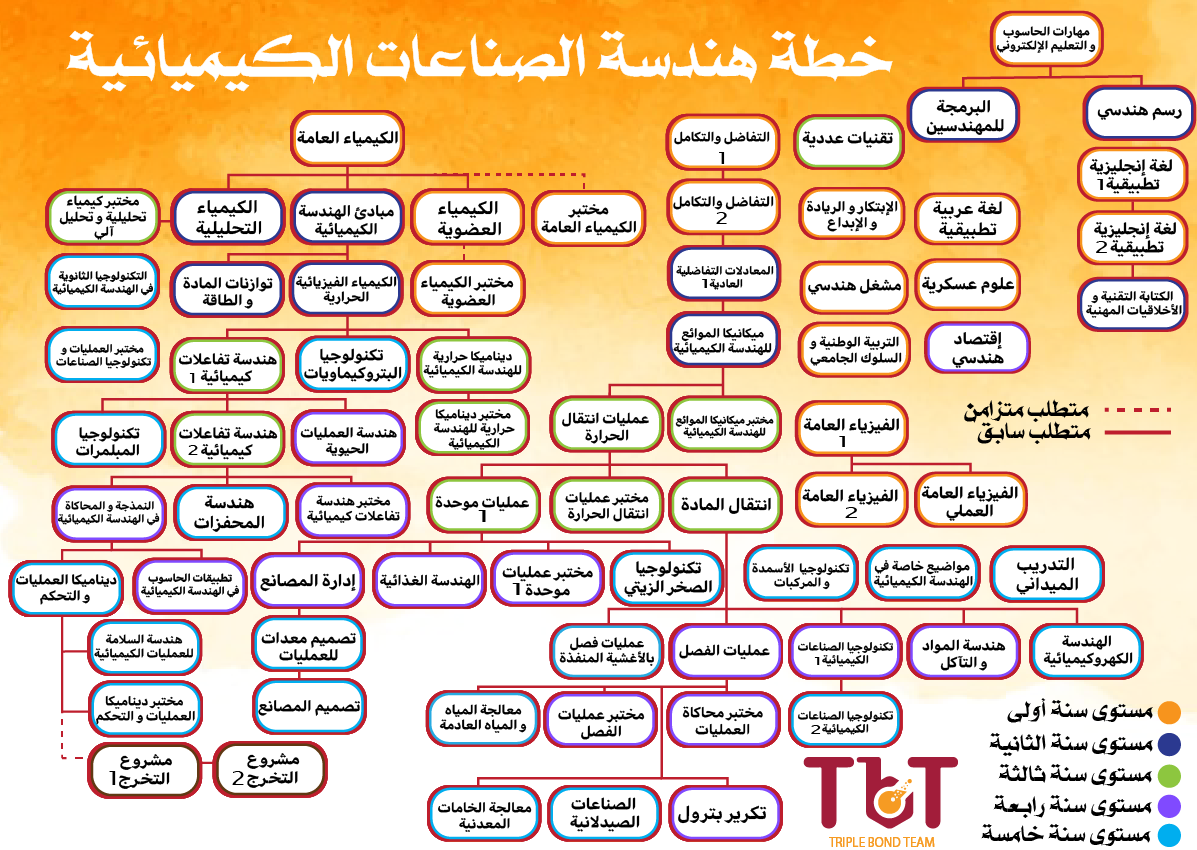 خطة هندسة الصناعات الكيميائية
مهارات الحاسوب
و التعليم الإلكتروني
البرمجة
للمهندسين
رسم هندسي
لغة إنجليزية
تطبيقية 1
لغة إنجليزية
تطبيقية 2
الكتابة التقنية و
الأخلاقيات المهنية
تقنيات عددية
الإبتكار و الريادة
و الإبداع
لغة عربية
تطبيقية
مشغل هندسي
علوم عسكرية
التربية الوطنية و
السلوك الجامعي
إقتصاد
هندسي
التفاضل والتكامل
1
التفاضل والتكامل
2
المعادلات التفاضلية
العادية 1
ميكانيكا الموائع
للهندسة الكيميائية
الكيمياء العامة
مختبر
الكيمياء العامة
الكيمياء
العضوية
مبادئ الهندسة
الكيميائية
الكيمياء
التحليلية
مختبر كيمياء
تحليلية و تحليل
آلي
مختبر الكيمياء
العضوية
الكيمياء الفيزيائية
الحرارية
توازنات المادة
و الطاقة
التكنولوجيا الثانوية
في الهندسة الكيميائية
ديناميكا حرارية
للهندسة الكيميائية
تكنولوجيا
البتروكيماويات
هندسة تفاعلات
كيميائية 1
مختبر العمليات و
تكنولوجيا الصناعات
متطلب متزامن
متطلب سابق
الفيزياء العامة
1
مختبر ميكانيكا الموائع
للهندسة الكيميائية
عمليات انتقال
الحرارة
مختبر ديناميكا
حرارية للهندسة
الكيميائية
هندسة العمليات
الحيوية
هندسة تفاعلات
كيميائية 2
تكنولوجيا
المبلمرات
الفيزياء العامة
العملي
الفيزياء العامة
2
انتقال المادة
مختبر عمليات
انتقال الحرارة
عمليات موحدة
1
مختبر هندسة
تفاعلات كيميائية
هندسة
المحفزات
النمذجة و المحاكاة
في الهندسة الكيميائية
التدريب
الميداني
مواضيع خاصة في
الهندسة الكيميائية
تكنولوجيا الأسمدة
و المركبات
تكنولوجيا
الصخر الزيتي
مختبر عمليات
موحدة 1
الهندسة الغذائية
إدارة المصانع
تطبيقات الحاسوب
في الهندسة الكيميائية
ديناميكا العمليات
و التحكم
الهندسة
الكهروكيميائية
هندسة المواد
و التآكل
تكنولوجيا الصناعات
الكيميائية 1
عمليات الفصل
عمليات فصل
بالأغشية المنفذة
تصميم معدات
للعمليات
هندسة السلامة
للعمليات الكيميائية
تكنولوجيا الصناعات
الكيميائية 2
مختبر محاكاة
العمليات
مختبر عمليات
الفصل
معالجة المياه
و المياه العادمة
تصميم المصانع
مختبر ديناميكا
العمليات و التحكم
مشروع
التخرج 2
مشروع
التخرج 1
تكرير بترول
الصناعات
الصيدلانية
معالجة الخامات
المعدنية
مستوى سنة أولى
مستوى سنة الثانية
مستوى سنة ثالثة
مستوى سنة رابعة
مستوى سنة خامسة
TbT
TRIPLE BOND TEAM